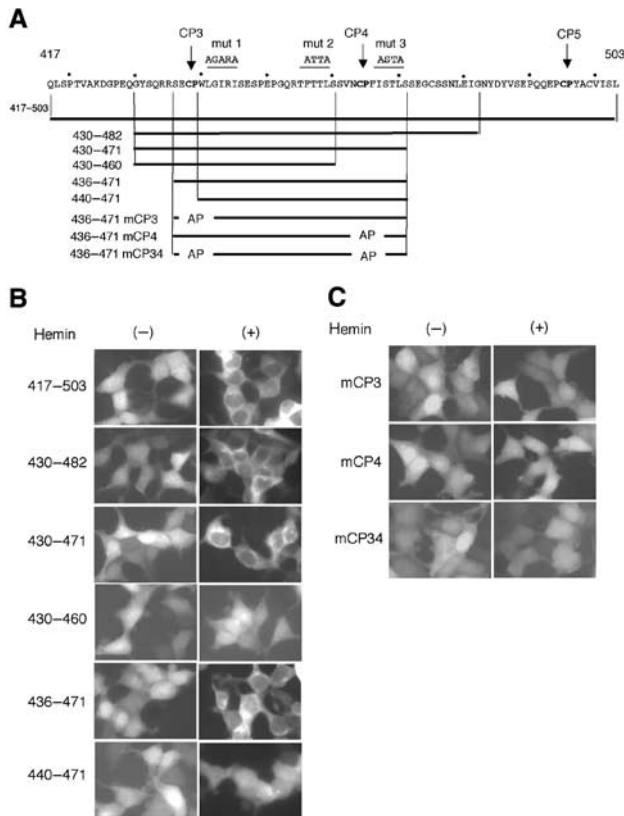 A
CP3 mut 1 mut 2 CP4 mut 3 CP5
417 AGARA ATTA ASTA 503
QLSPTVAKDGPEQGYSQRRSECPWLGIRISESPEPGQRTFTTLSSVNCPFISTLSSEGCSSNLEIGNYDYVSEPQQEPCPYACVISL
417–503
430–482
430–471
430–460
436–471
440–471
436–471 mCP3 AP
436–471 mCP4 AP
436–471 mCP34 AP AP
B
Hemin (–) (+)
417–503
430–482
430–471
430–460
436–471
440–471
C
Hemin (–) (+)
mCP3
mCP4
mCP34